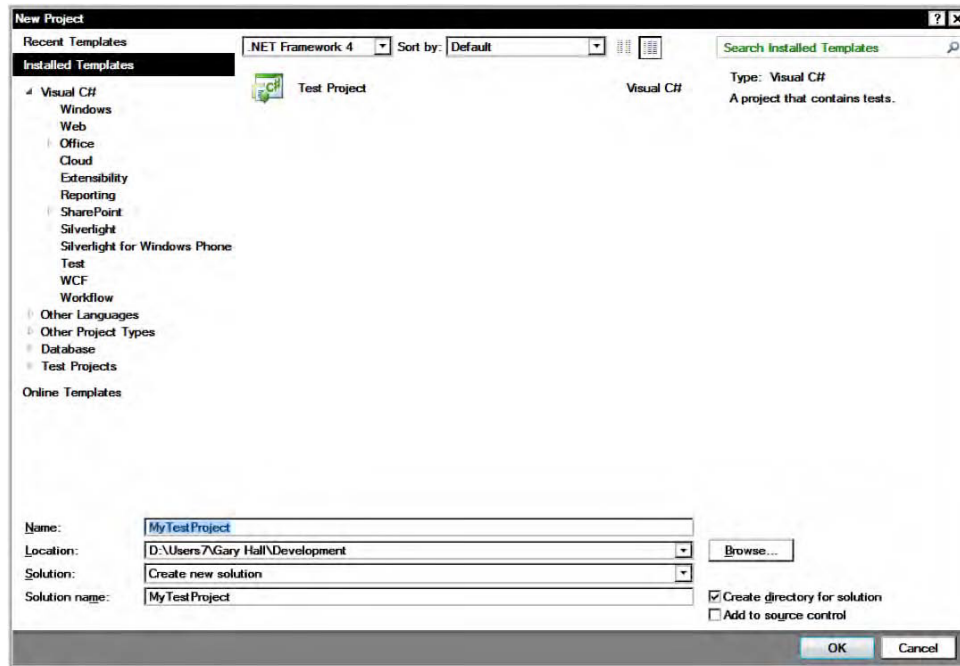 New Project
Recent Templates
Installed Templates
Visual C#
Windows
Web
Office
Cloud
Extensibility
Reporting
SharePoint
Silverlight
Silverlight for Windows Phone
Test
WCF
Workflow
Other Languages
Other Project Types
Database
Test Projects
Online Templates
.NET Framework 4 Sort by: Default
Test Project Visual C#
Search Installed Templates
Type: Visual C#
A project that contains tests.
Name: MyTestProject
Location: D:\Users7\Gary Hall\Development Browse...
Solution: Create new solution
Solution name: MyTestProject
Create directory for solution
Add to source control
OK Cancel